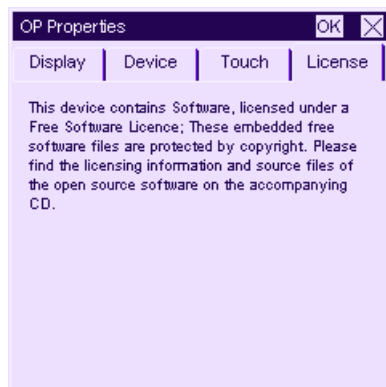 OP Properties OK
Display Device Touch License
This device contains Software, licensed under a
Free Software Licence; These embedded free
software files are protected by copyright. Please
find the licensing information and source files of
the open source software on the accompanying
CD.